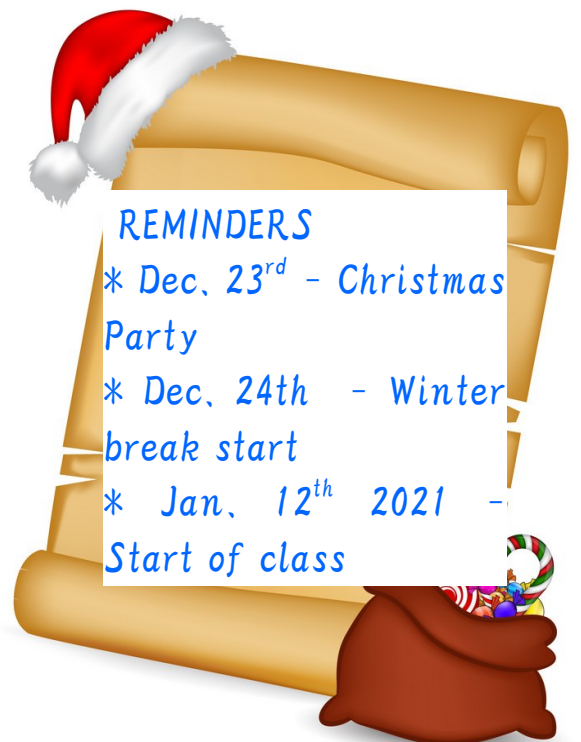 REMINDERS
* Dec. 23rd - Christmas
Party
* Dec. 24th - Winter
break start
* Jan. 12th 2021 -
Start of class